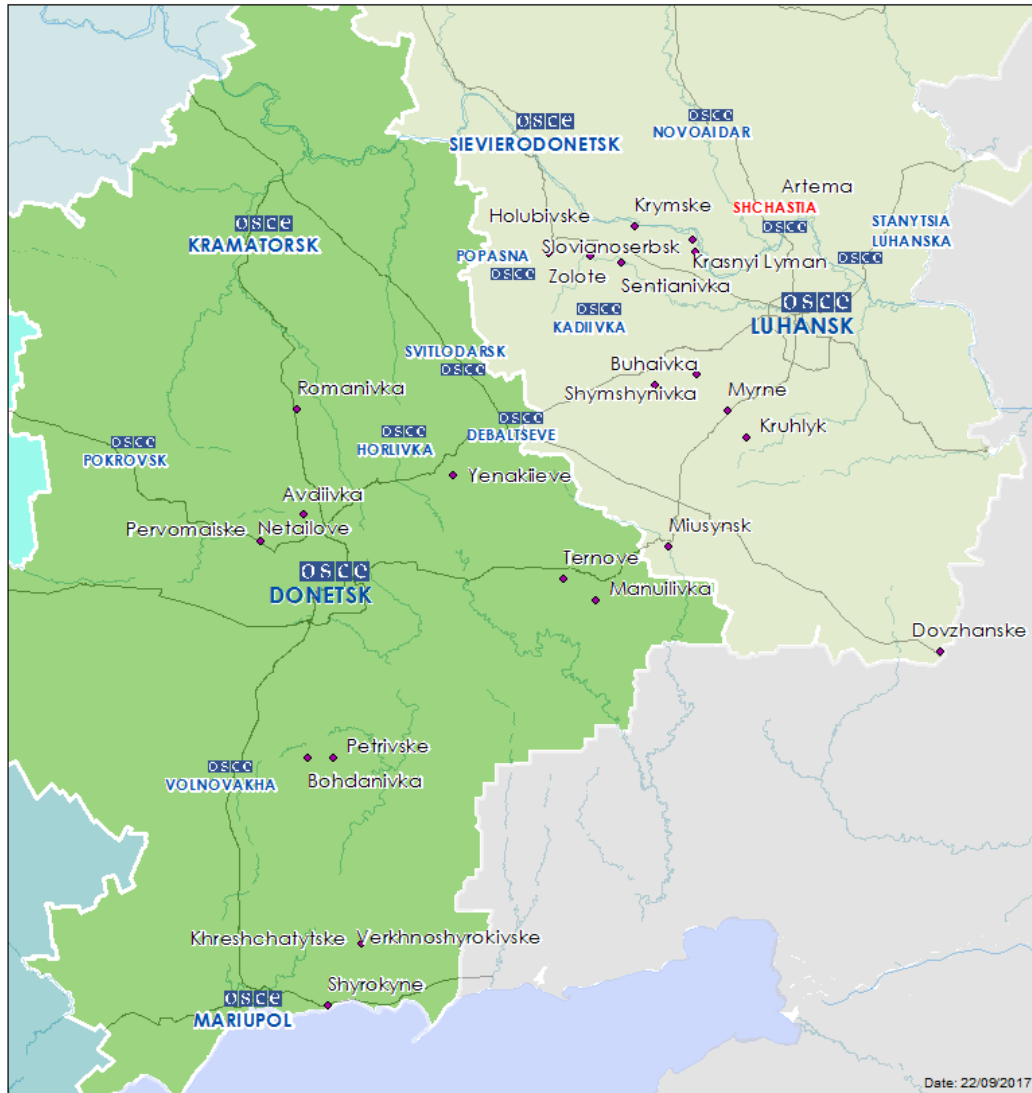 osce
SIEVIERODONETSK
osce
NOVOAIDAR
Artema
SHCHASTIA
osce
Krymske
Holubivske
osce
KRAMATORSK
STANYTSIA
LUHANSKA
osce
Slovianoserbsk
Krasnyi Lyman
POPASNA
osce
Zolote
Sentianivka
osce
KADIIVKA
osce
LUHANSK
SVITLODARSK
osce
Buhaivka
Shymshynivka
Romanivka
Myrne
Kruhlyk
osce
DEBALTSEVE
osce
HORLIVKA
osce
POKROVSK
Yenakiieve
Avdiivka
Pervomaiske
Netailove
Miusynsk
Ternove
Manuilivka
osce
DONETSK
Dovzhanske
Petrivske
Bohdanivka
osce
VOLNOVAKHA
Khreshchatytske
Verkhnoshyrokivske
Shyrokyne
osce
MARIUPOL
Date: 22/09/2017